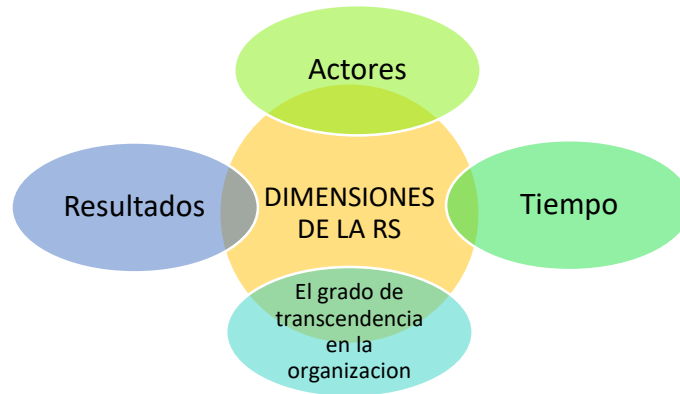 Actores
Resultados
DIMENSIONES
DE LA RS
Tiempo
El grado de
transcendencia
en la
organizacion